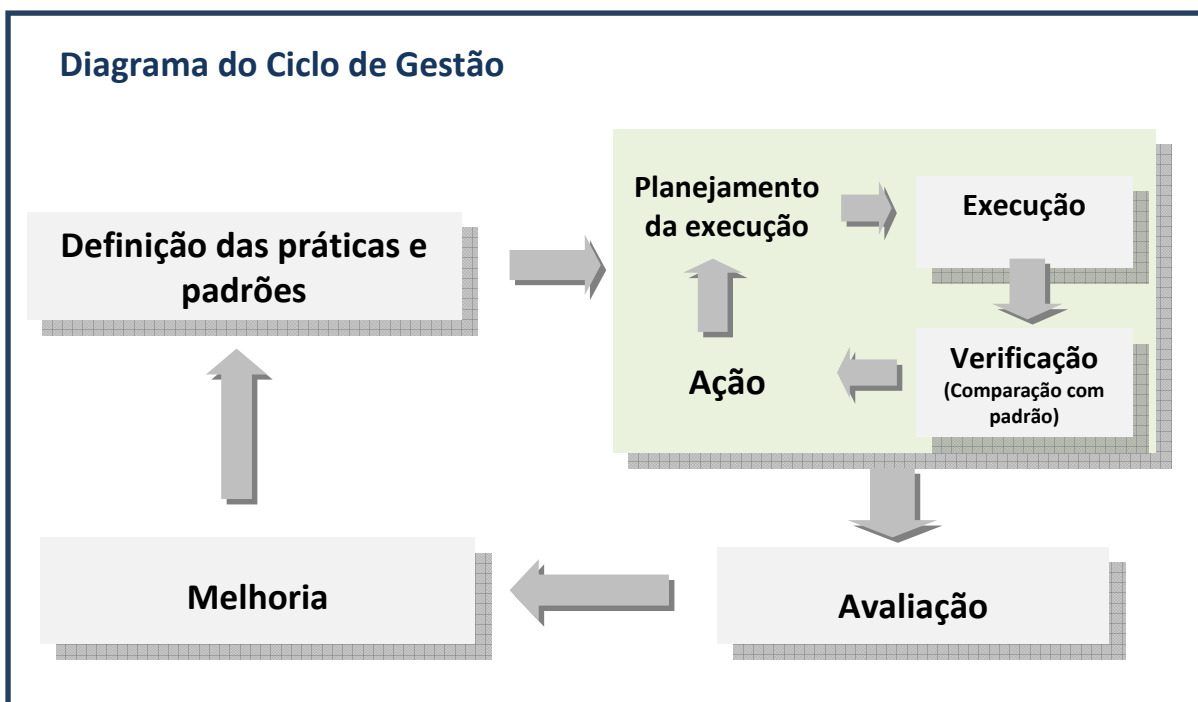 Diagrama do Ciclo de Gestão
Definição das práticas e
padrões
Planejamento
da execução
Execução
Verificação
(Comparação com
padrão)
Ação
Melhoria
Avaliação